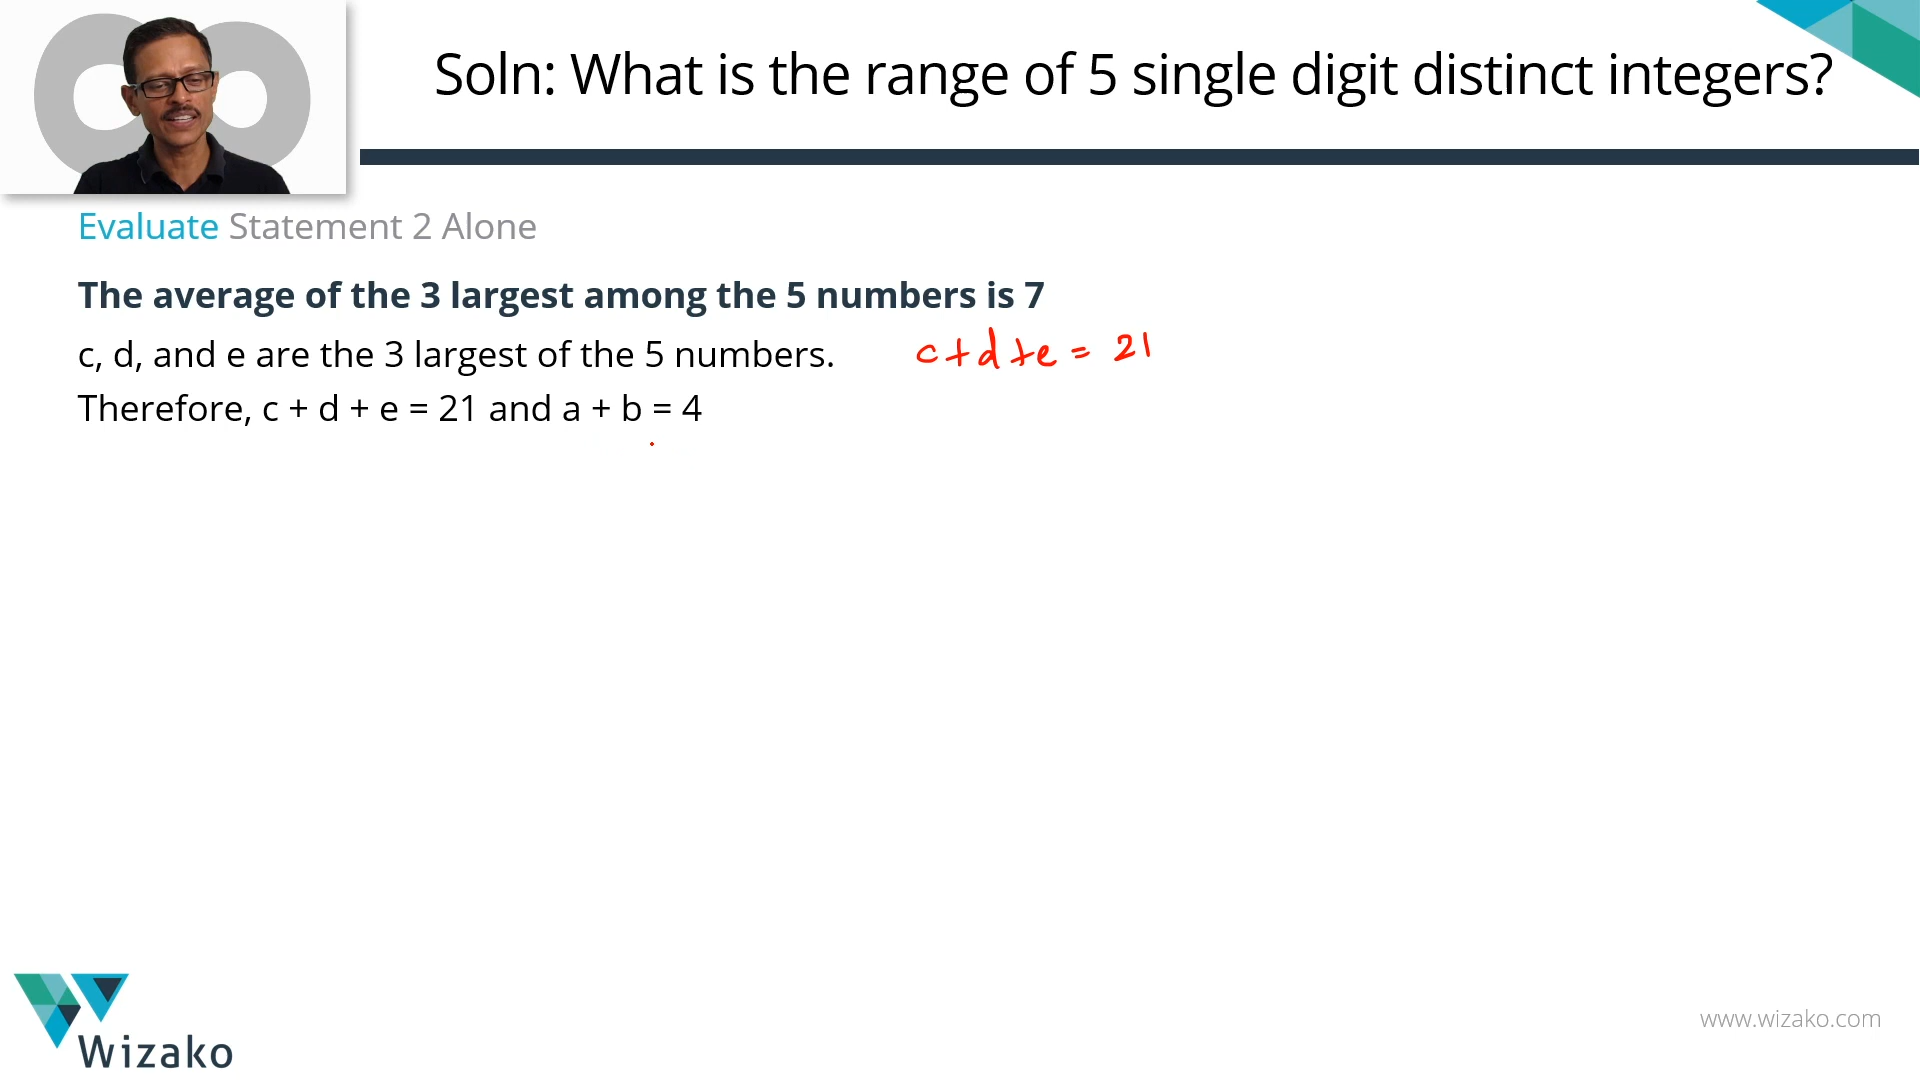 Soln: What is the range of 5 single digit distinct integers?
Evaluate Statement 2 Alone
The average of the 3 largest among the 5 numbers is 7
c, d, and e are the 3 largest of the 5 numbers.
c + d + e = 21
Therefore, c + d + e = 21 and a + b = 4
Wizako
www.wizako.com